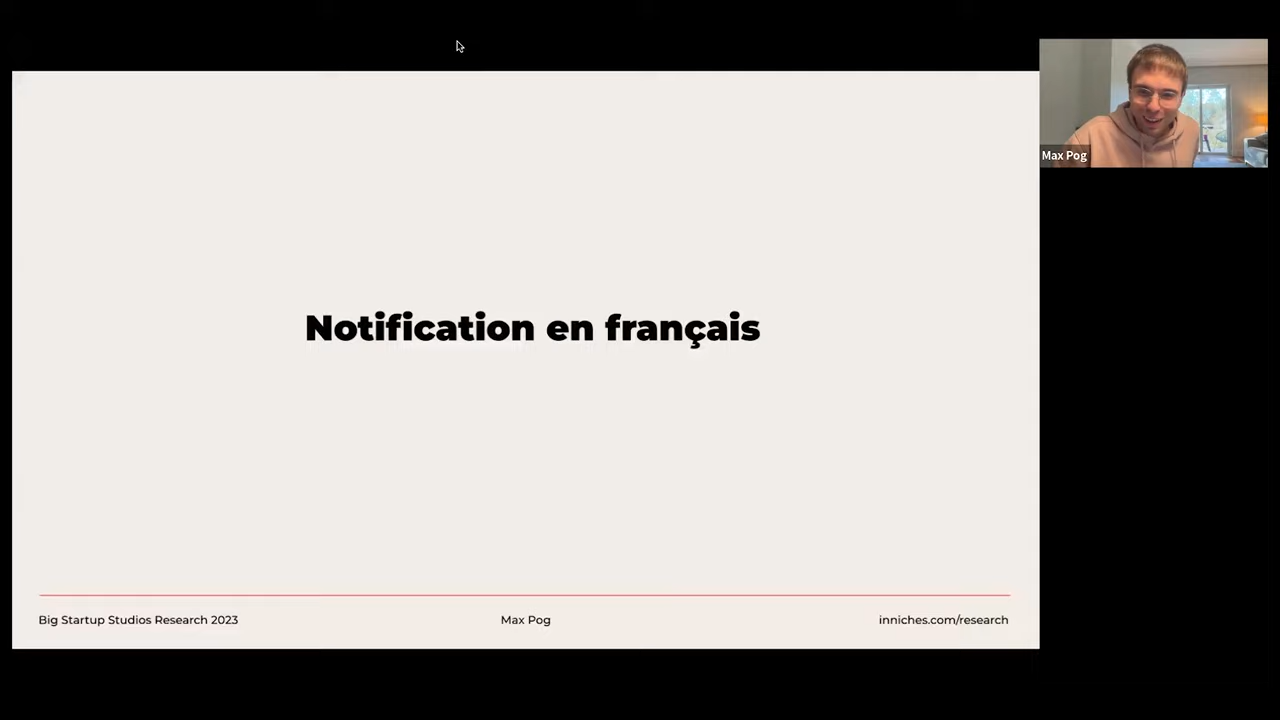 Max Pog
Notification en français
Big Startup Studios Research 2023
Max Pog
inniches.com/research